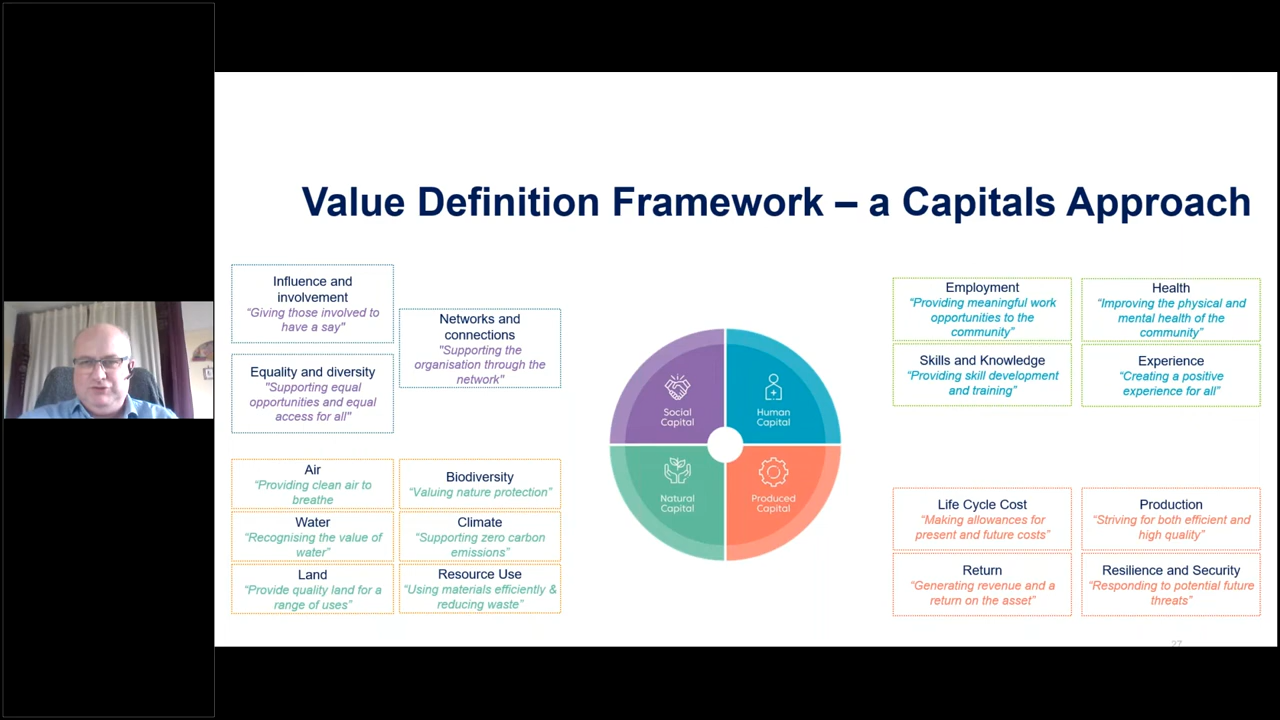 Value Definition Framework – a Capitals Approach
Influence and
involvement
"Giving those involved to
have a say"
Networks and
connections
"Supporting the
organisation through the
network"
Equality and diversity
"Supporting equal
opportunities and equal
access for all"
Air
“Providing clean air to
breathe
Biodiversity
“Valuing nature protection”
Water
“Recognising the value of
water”
Climate
“Supporting zero carbon
emissions”
Land
“Provide quality land for a
range of uses”
Resource Use
“Using materials efficiently &
reducing waste”
Social
Capital
Human
Capital
Natural
Capital
Produced
Capital
Employment
“Providing meaningful work
opportunities to the
community”
Health
“Improving the physical and
mental health of the
community”
Skills and Knowledge
“Providing skill development
and training”
Experience
“Creating a positive
experience for all”
Life Cycle Cost
“Making allowances for
present and future costs”
Production
“Striving for both efficient and
high quality”
Return
“Generating revenue and a
return on the asset”
Resilience and Security
“Responding to potential future
threats”
27